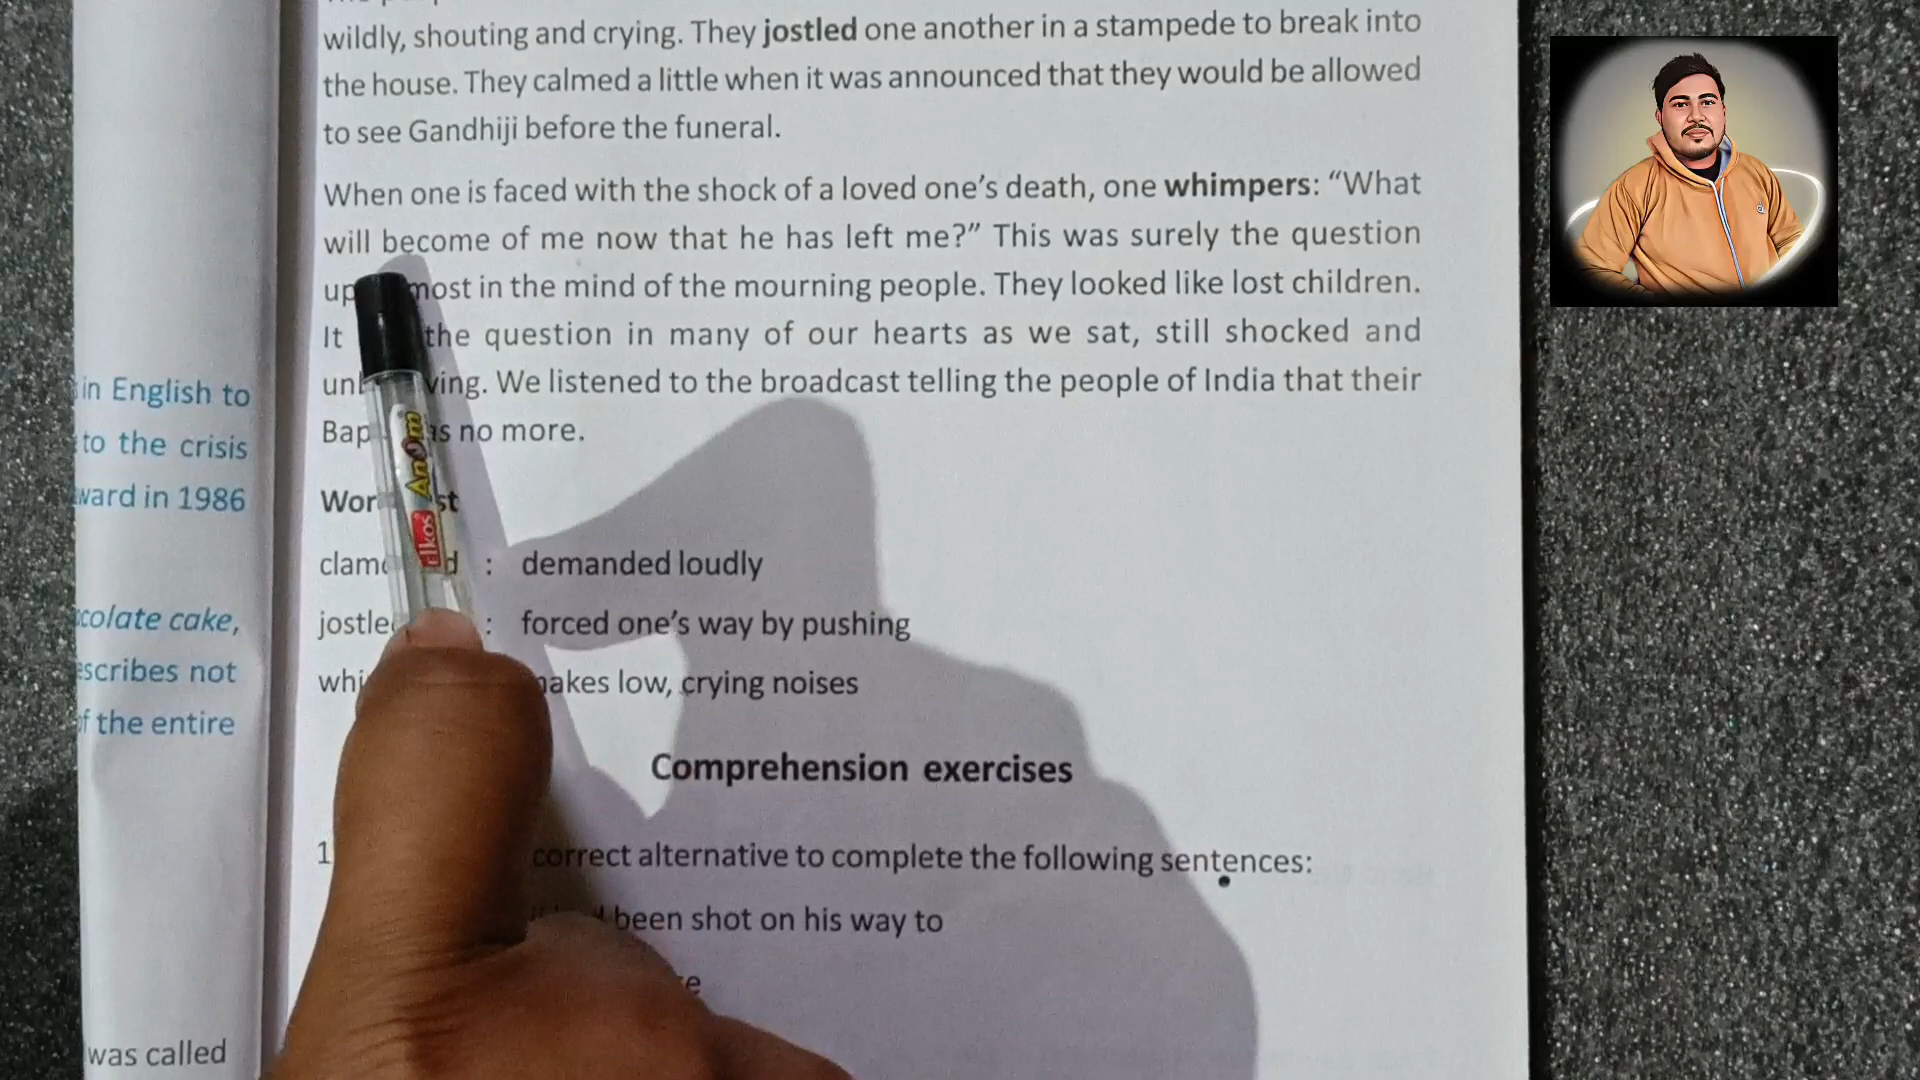 in English to
to the crisis
ward in 1986
colate cake,
scribes not
of the entire
was called
wildly, shouting and crying. They jostled one another in a stampede to break into
the house. They calmed a little when it was announced that they would be allowed
to see Gandhiji before the funeral.
When one is faced with the shock of a loved one's death, one whimpers: “What
will become of me now that he has left me?” This was surely the question
up most in the mind of the mourning people. They looked like lost children.
It the question in many of our hearts as we sat, still shocked and
ving. We listened to the broadcast telling the people of India that their
Bap no more.
Wor st
clam d : demanded loudly
jostle : forced one's way by pushing
whi makes low, crying noises
Comprehension exercises
1 correct alternative to complete the following sentences:
been shot on his way to
elkos Anom